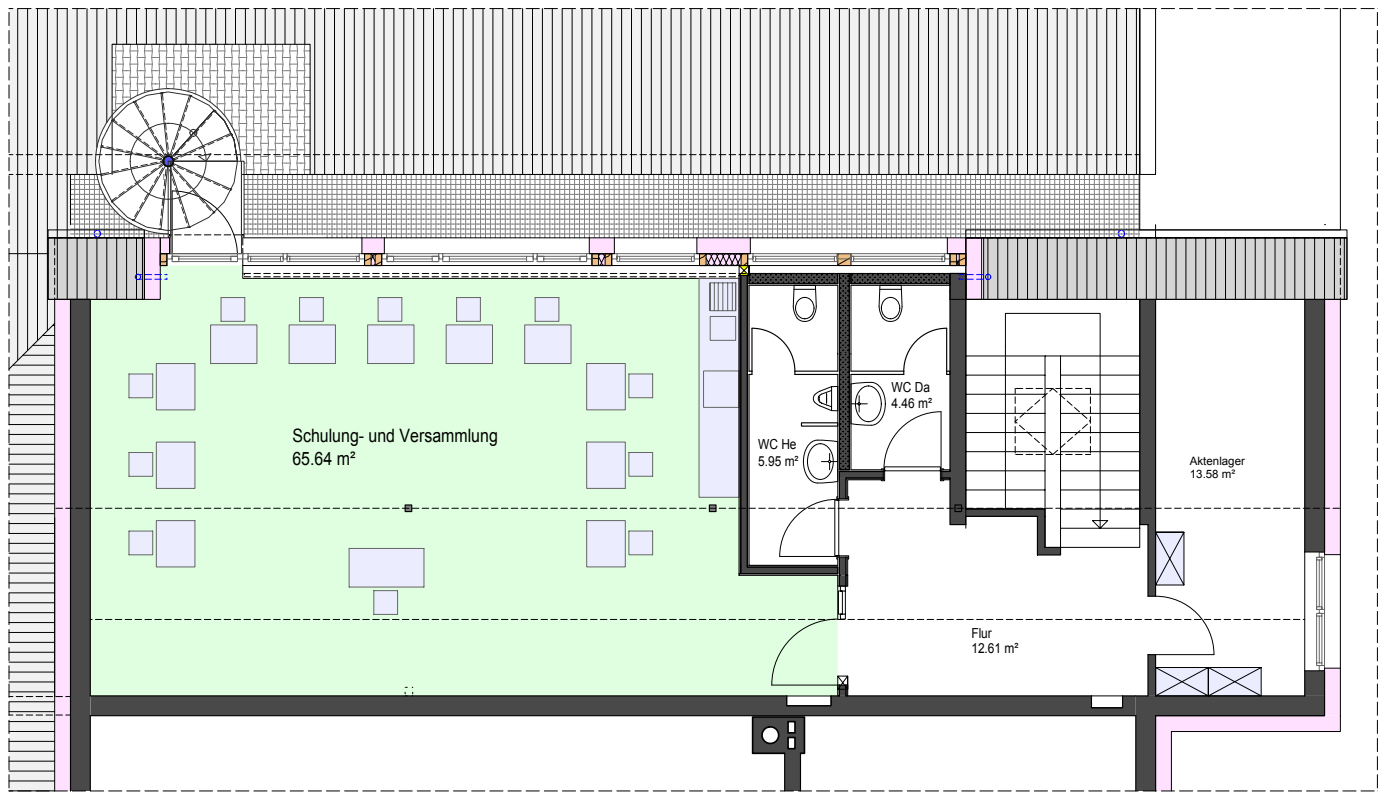 Schulung- und Versammlung
65.64 m²
WC He
5.95 m²
WC Da
4.46 m²
Flur
12.61 m²
Aktenlager
13.58 m²